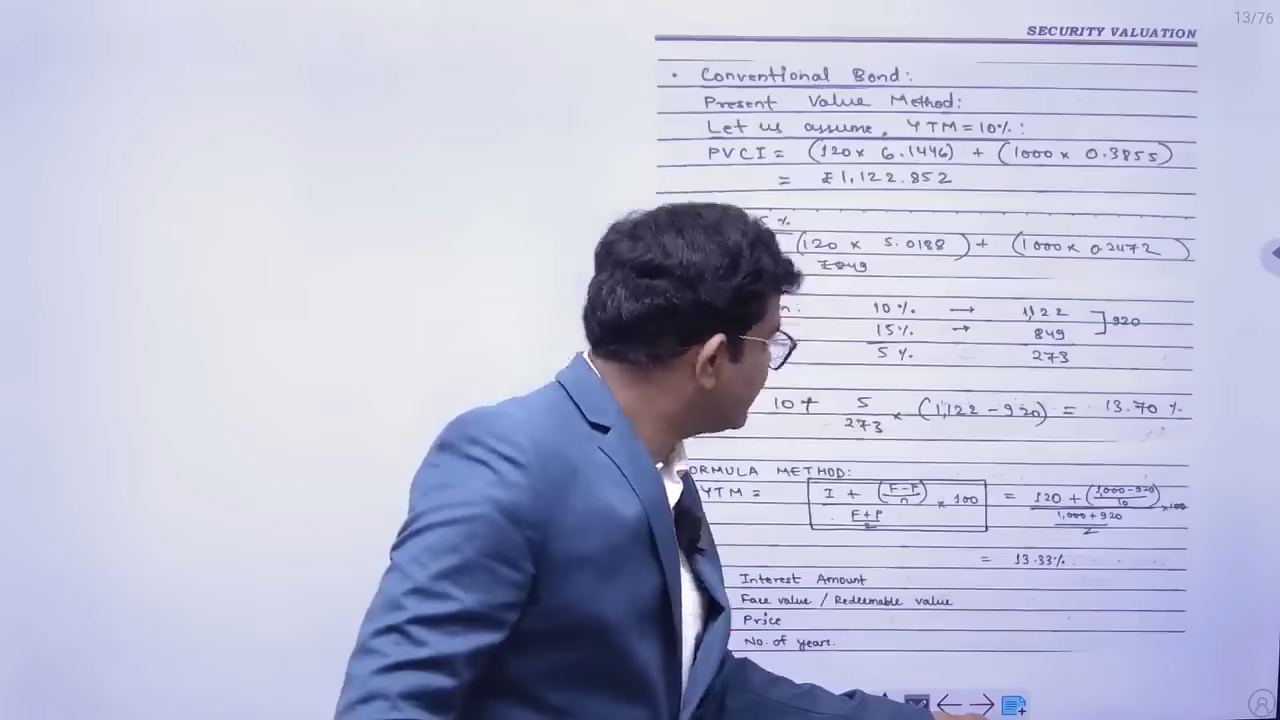 13/76
SECURITY VALUATION
• Conventional Bond:
Present Value Method:
Let us assume, YTM = 10%:
PVCI = (120 x 6.1446) + (1000 x 0.3855)
= ₹1,122.852
5%
(120 x 5.0188) + (1000 x 0.2472)
₹849
n: 10% → 1,122
15% → 849 ] 920
5% 273
10 + 5/273 x (1,122 - 920) = 13.70%
ORMULA METHOD:
YTM = I + (F-P/n) / F+P/2 x 100 = 120 + (1,000-920/10) / 1,000+920/2 x 100
= 13.33%
Interest Amount
Face value / Redeemable value
Price
No. of years.